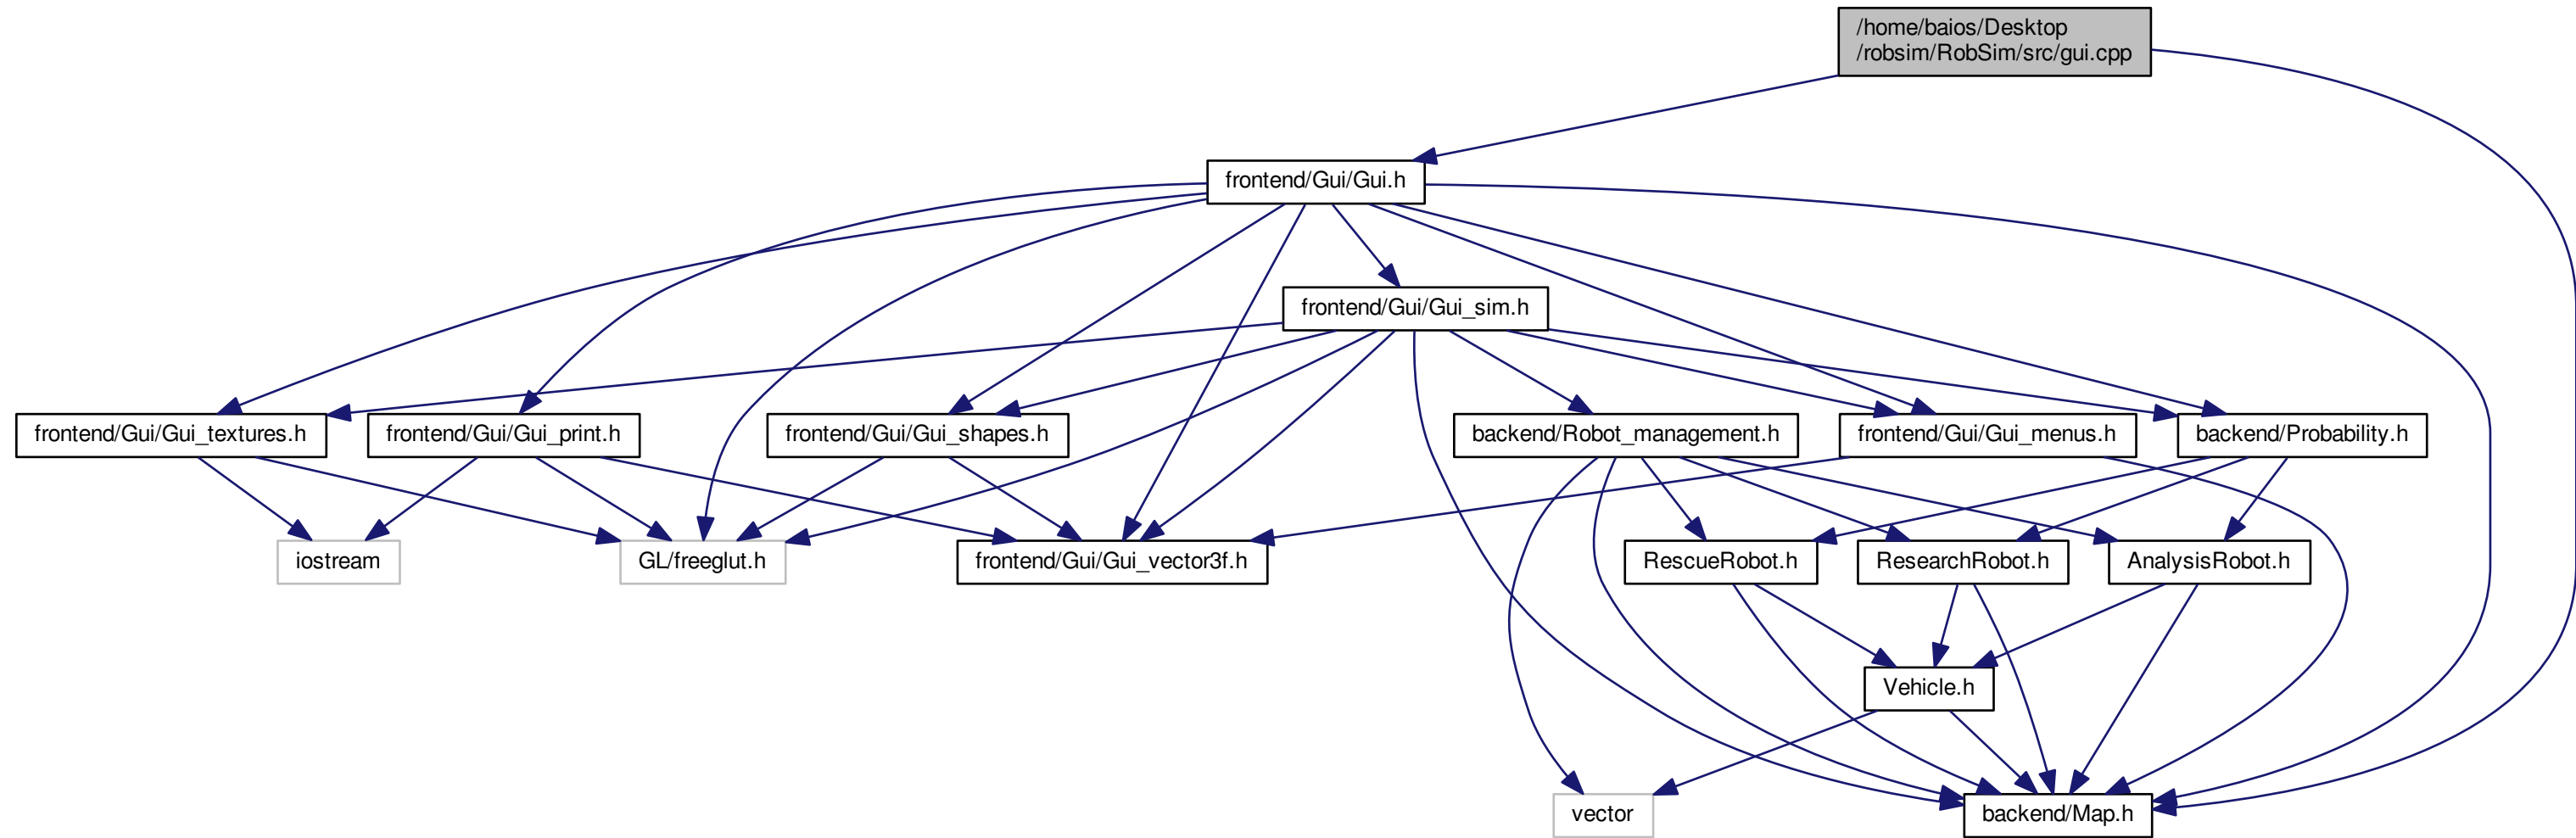 /home/baios/Desktop
/robsim/RobSim/src/gui.cpp
frontend/Gui/Gui.h
frontend/Gui/Gui_sim.h
frontend/Gui/Gui_textures.h
frontend/Gui/Gui_print.h
frontend/Gui/Gui_shapes.h
backend/Robot_management.h
frontend/Gui/Gui_menus.h
backend/Probability.h
iostream
GL/freeglut.h
frontend/Gui/Gui_vector3f.h
RescueRobot.h
ResearchRobot.h
AnalysisRobot.h
Vehicle.h
vector
backend/Map.h